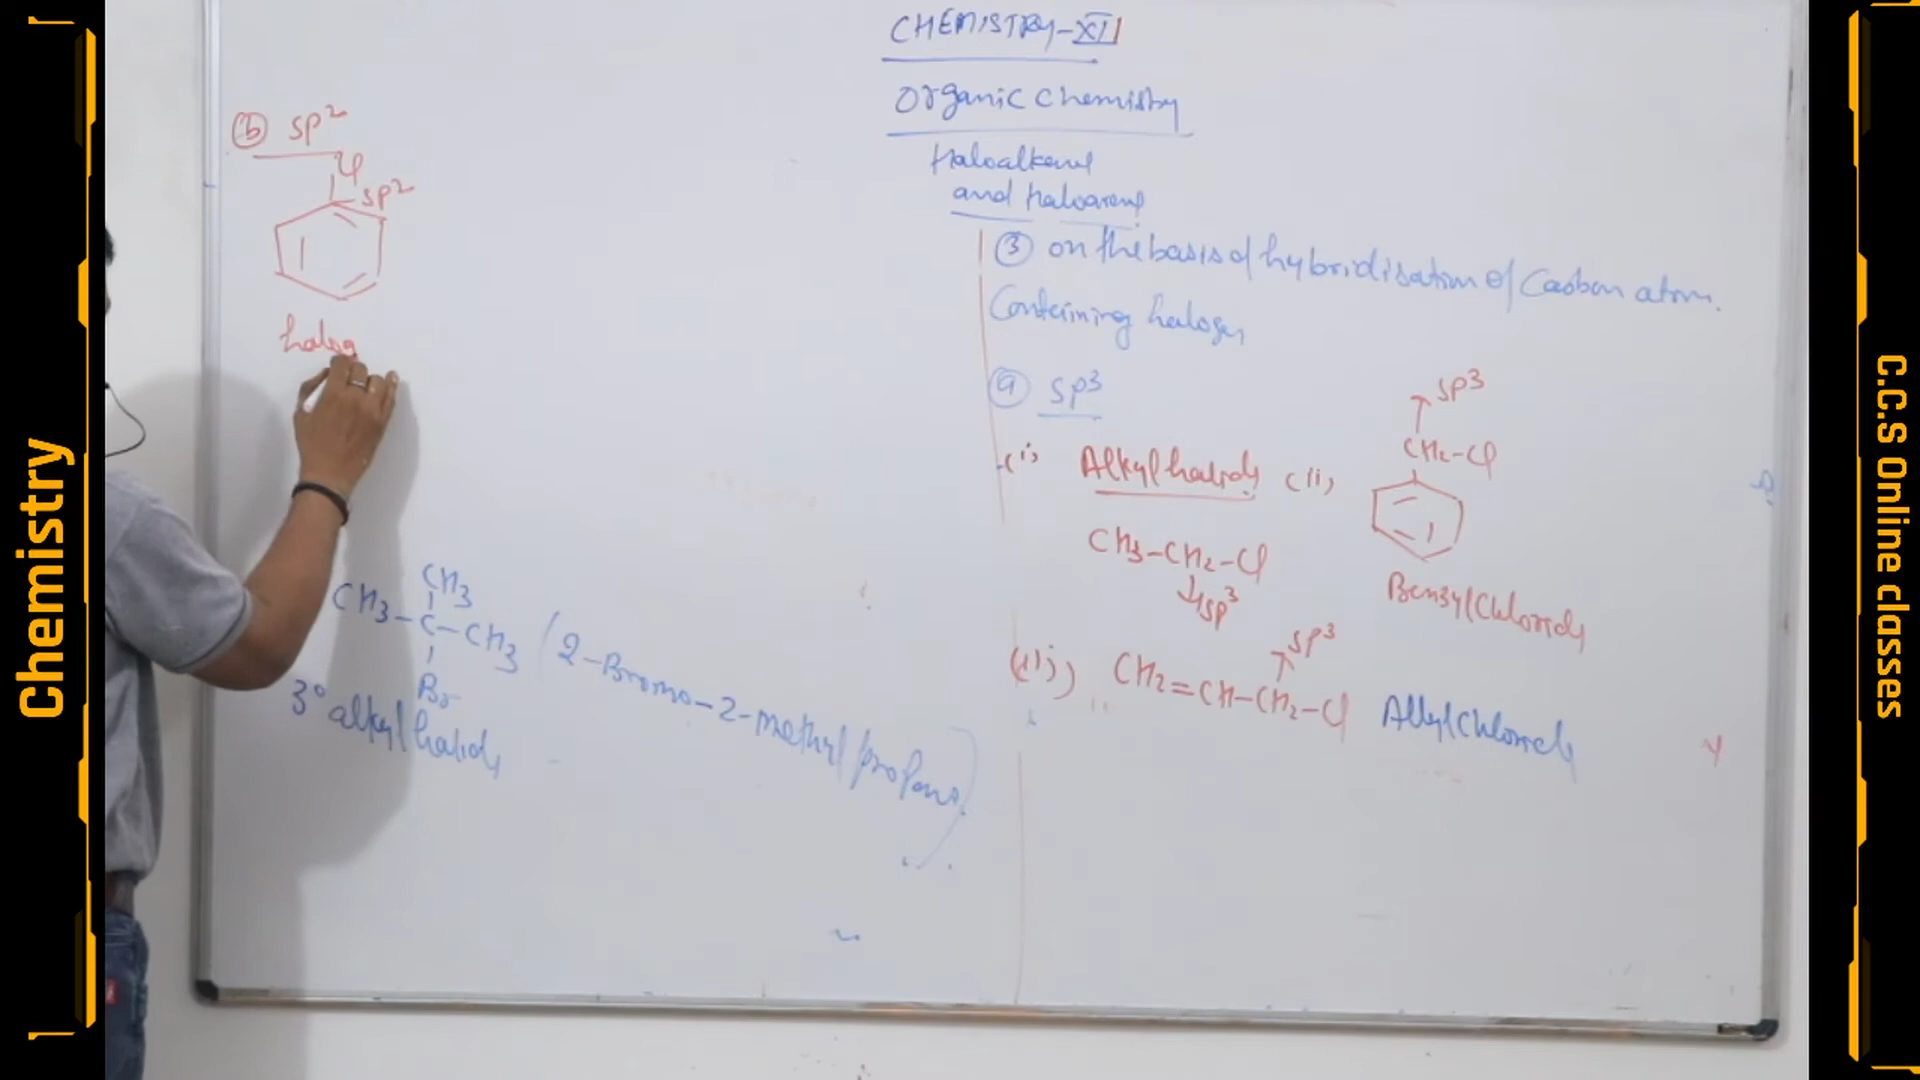 Chemistry
CHEMISTRY-XII
Organic Chemistry
Haloalkane
and haloarene
③ on the basis of hybridisation of Carbon atom.
Containing halogen
ⓐ sp³
(i) Alkyl halide (ii)
CH₃-CH₂-Cl
sp³
sp³
CH₂-Cl
Benzyl Chloride
(iii) CH₂=CH-CH₂-Cl Allyl Chloride
sp³
ⓑ sp²
Cl
sp²
halog
CH₃
CH₃-C-CH₃ (2-Bromo-2-methyl propane)
Br
3° alkyl halide
C.C.S Online classes